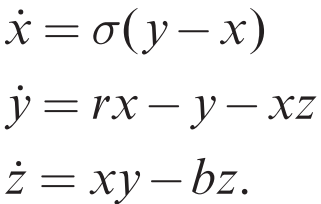 ẋ = σ(y − x)
ẏ = rx − y − xz
ż = xy − bz.